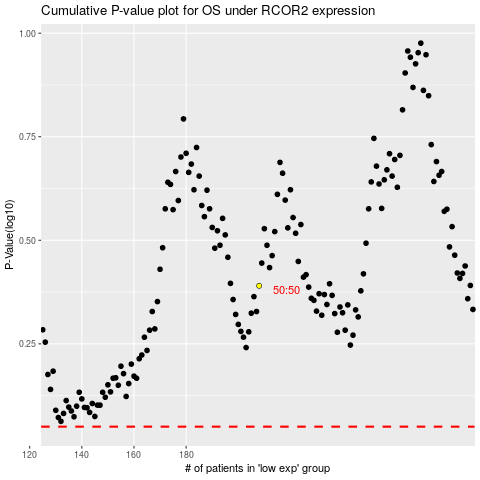 Cumulative P-value plot for OS under RCOR2 expression
1.00
0.75
0.50
0.25
P-Value(log10)
50:50
120 140 160 180
# of patients in 'low exp' group